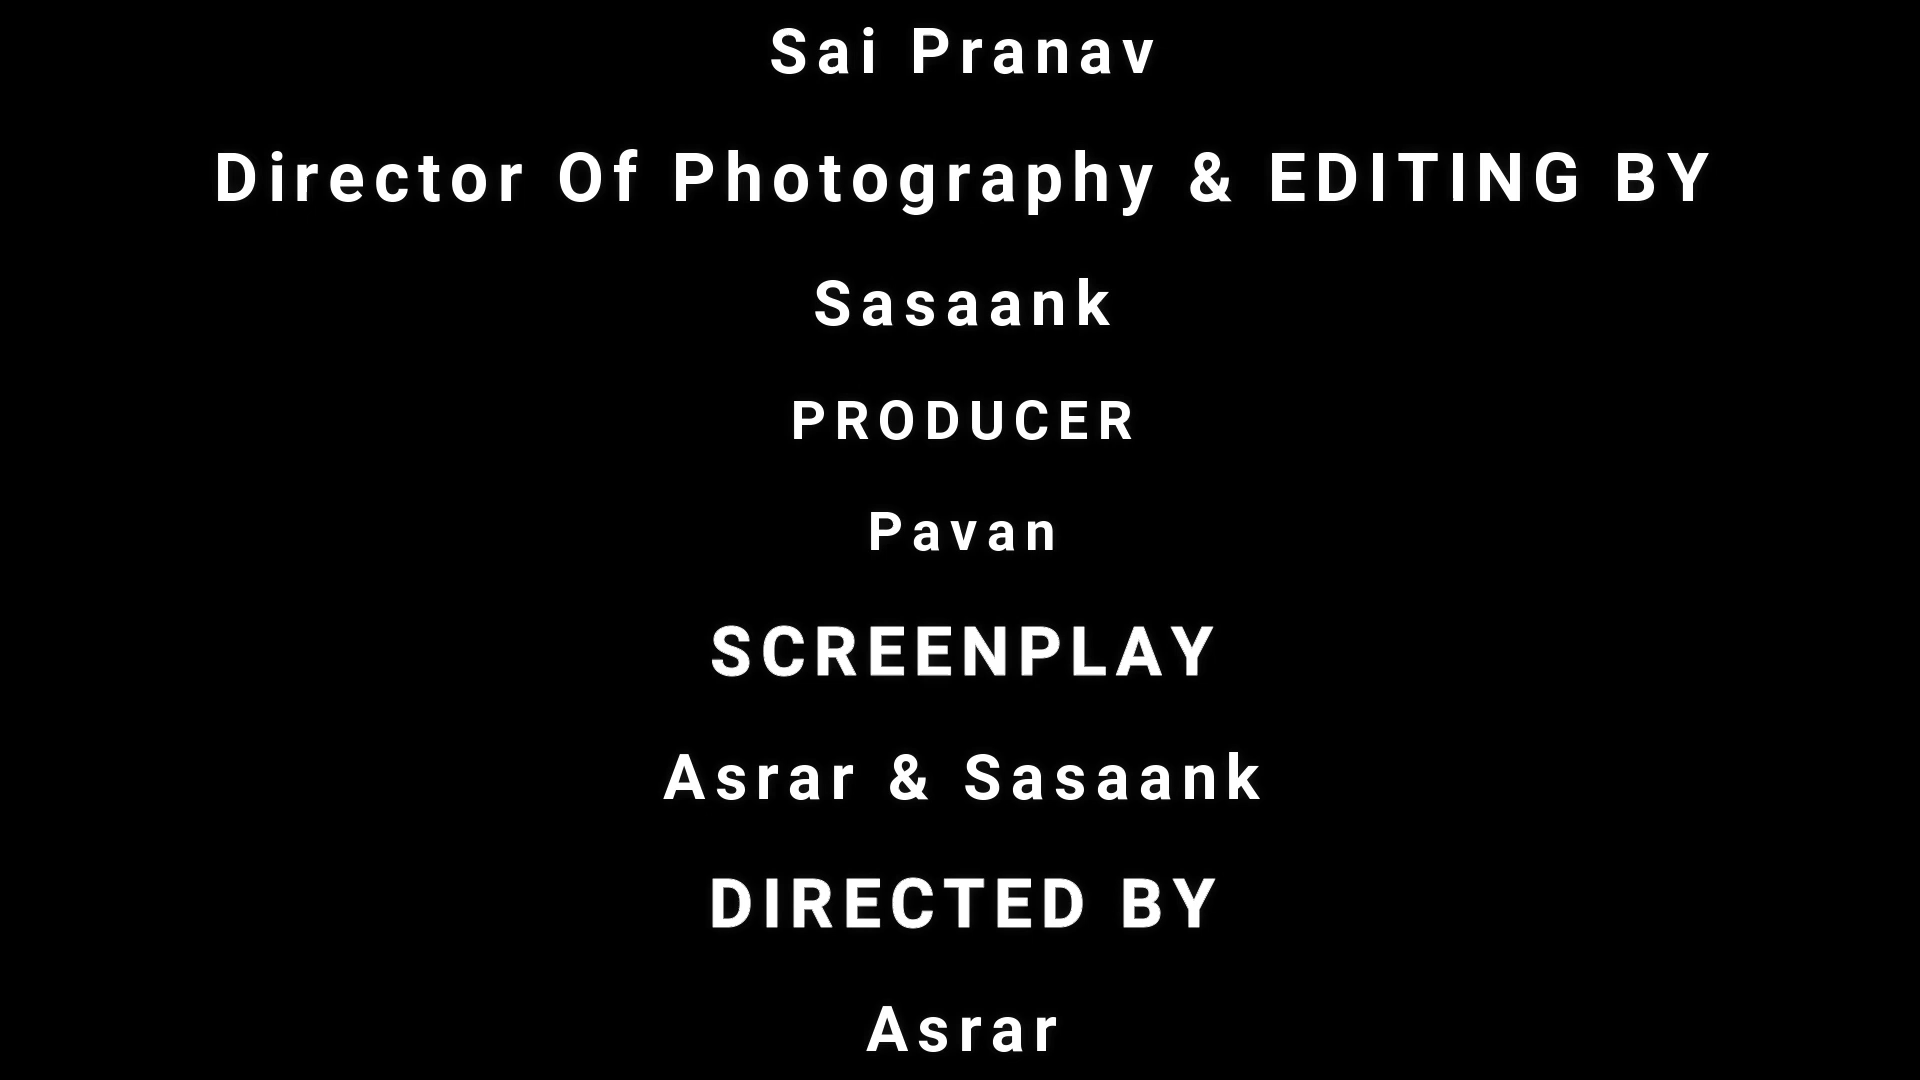 Sai Pranav
Director Of Photography & EDITING BY
Sasaank
PRODUCER
Pavan
SCREENPLAY
Asrar & Sasaank
DIRECTED BY
Asrar